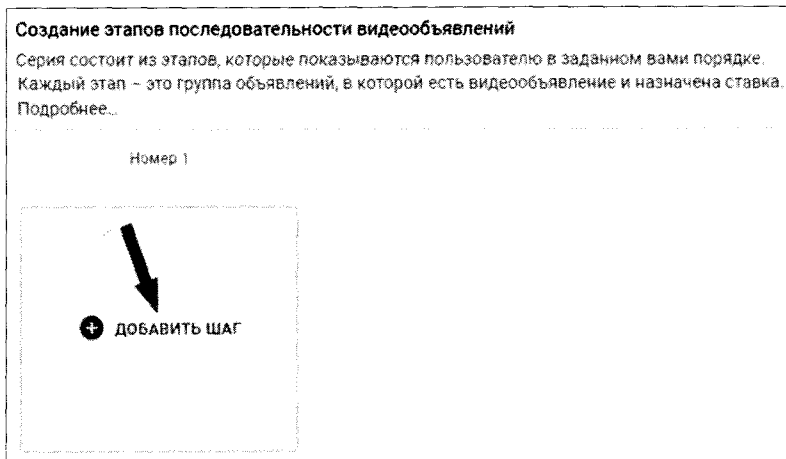 Создание этапов последовательности видеообъявлений
Серия состоит из этапов, которые показываются пользователю в заданном вами порядке.
Каждый этап – это группа объявлений, в которой есть видеообъявление и назначена ставка.
Подробнее...
Номер 1
ДОБАВИТЬ ШАГ